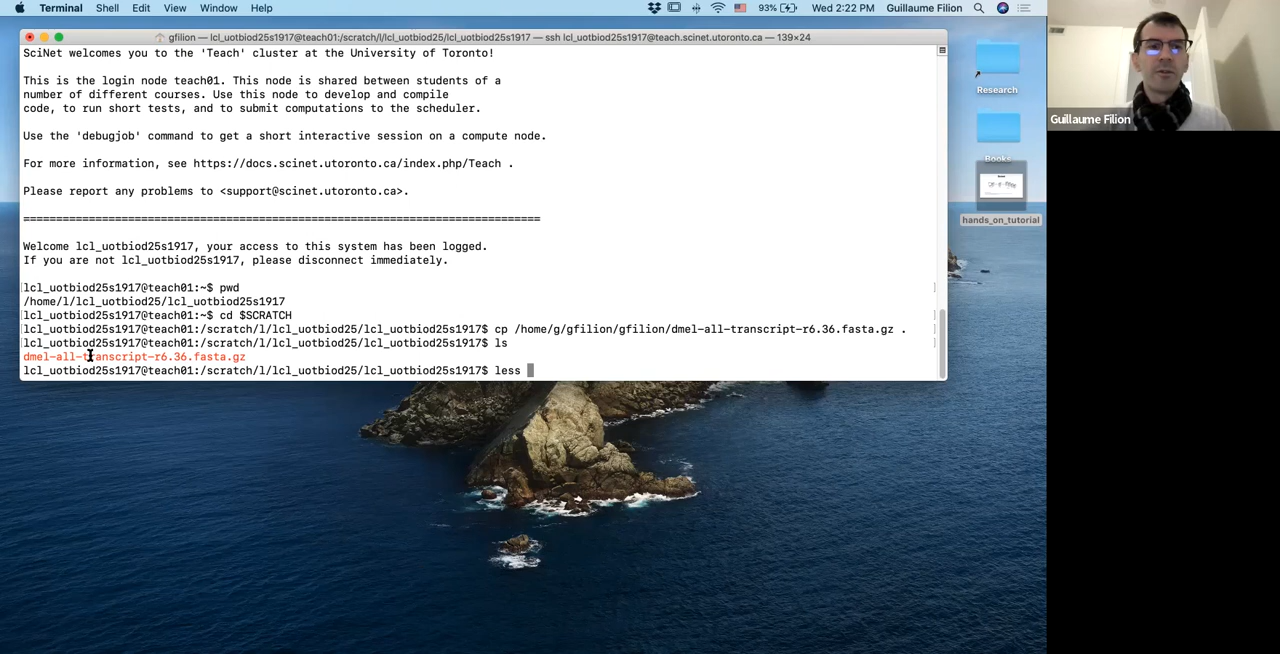 Terminal Shell Edit View Window Help 93% Wed 2:22 PM Guillaume Filion
gfilion — lcl_uotbiod25s1917@teach01:/scratch/l/lcl_uotbiod25/lcl_uotbiod25s1917 — ssh lcl_uotbiod25s1917@teach.scinet.utoronto.ca — 139×24
SciNet welcomes you to the 'Teach' cluster at the University of Toronto!
This is the login node teach01. This node is shared between students of a
number of different courses. Use this node to develop and compile
code, to run short tests, and to submit computations to the scheduler.
Use the 'debugjob' command to get a short interactive session on a compute node.
For more information, see https://docs.scinet.utoronto.ca/index.php/Teach .
Please report any problems to <support@scinet.utoronto.ca>.
===============================================================================
Welcome lcl_uotbiod25s1917, your access to this system has been logged.
If you are not lcl_uotbiod25s1917, please disconnect immediately.
lcl_uotbiod25s1917@teach01:~$ pwd
/home/l/lcl_uotbiod25/lcl_uotbiod25s1917
lcl_uotbiod25s1917@teach01:~$ cd $SCRATCH
lcl_uotbiod25s1917@teach01:/scratch/l/lcl_uotbiod25/lcl_uotbiod25s1917$ cp /home/g/gfilion/gfilion/dmel-all-transcript-r6.36.fasta.gz .
lcl_uotbiod25s1917@teach01:/scratch/l/lcl_uotbiod25/lcl_uotbiod25s1917$ ls
dmel-all-transcript-r6.36.fasta.gz
lcl_uotbiod25s1917@teach01:/scratch/l/lcl_uotbiod25/lcl_uotbiod25s1917$ less
Research
Books
hands_on_tutorial
Guillaume Filion